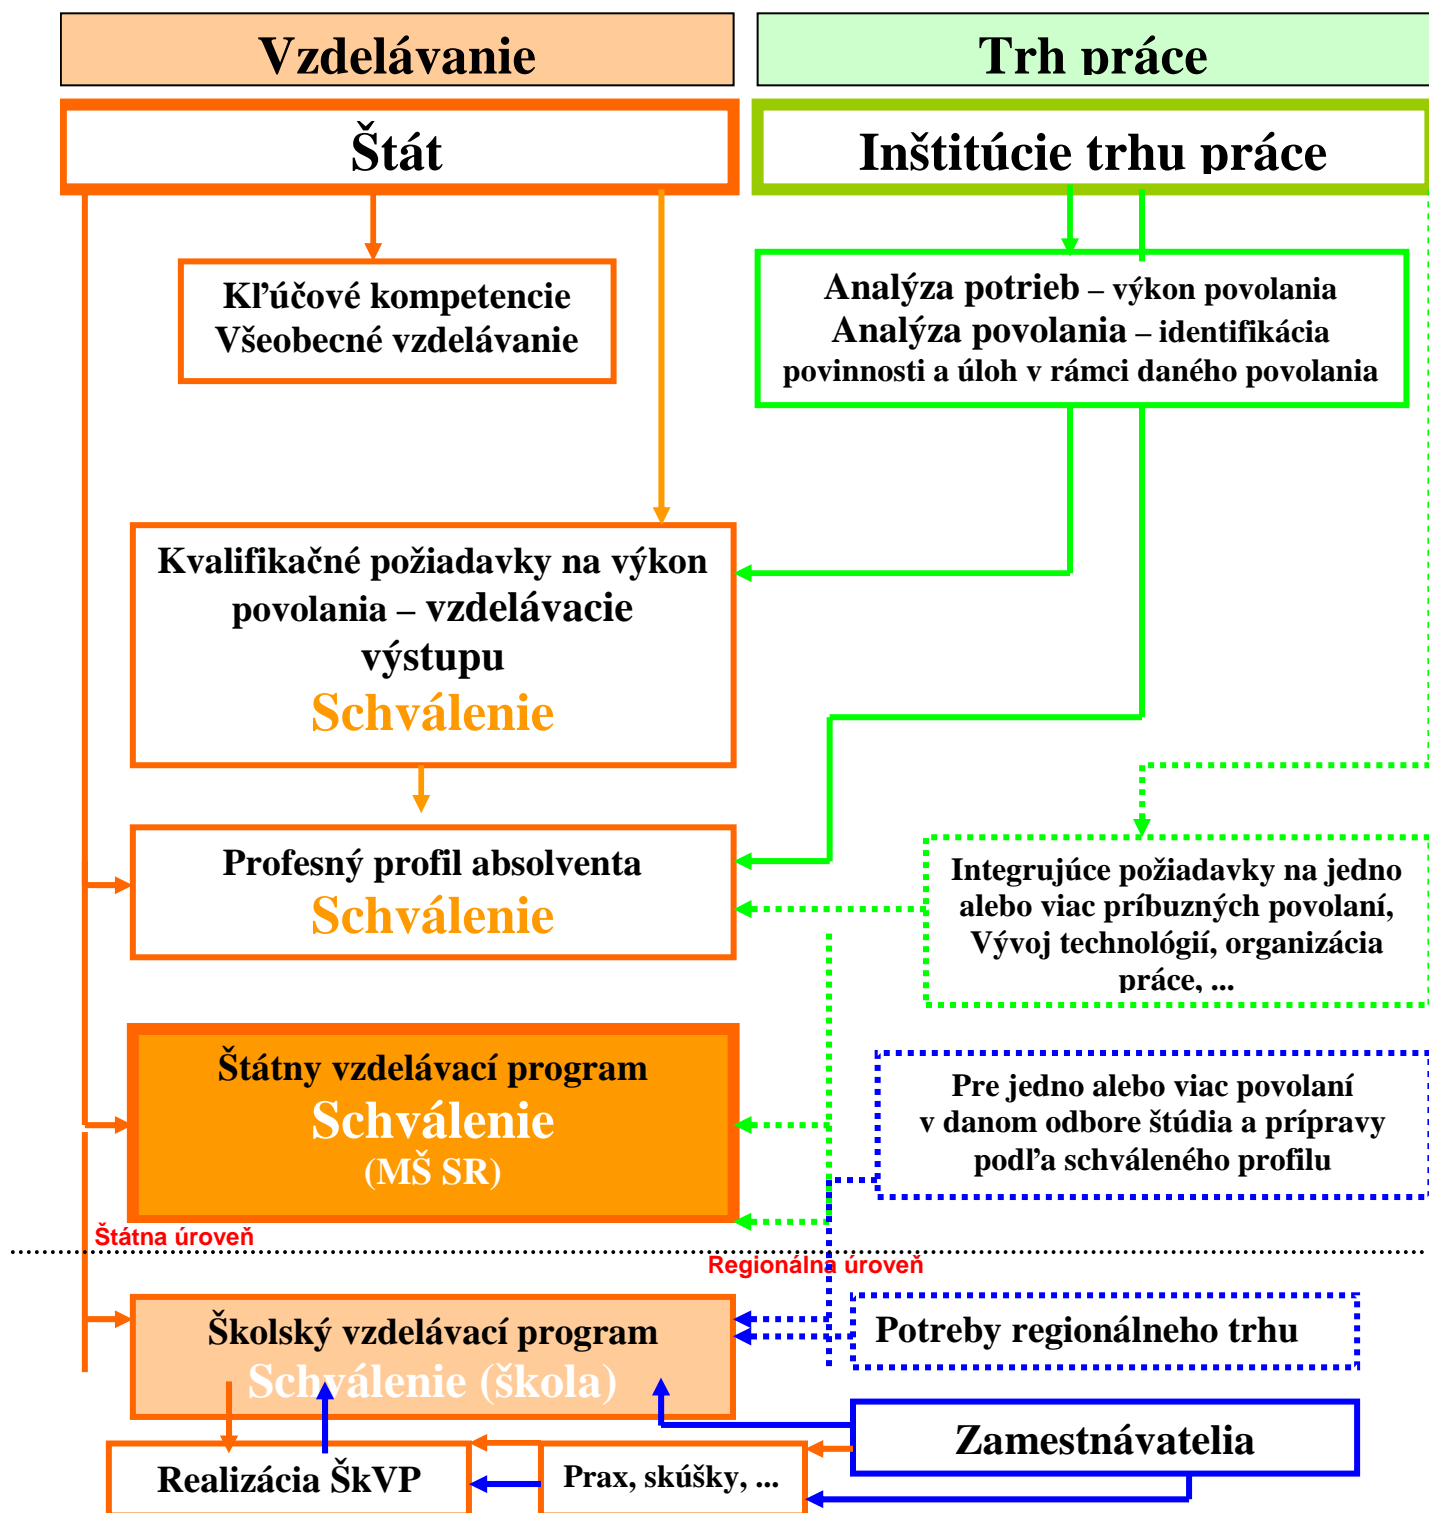 Vzdelávanie
Trh práce
Štát
Inštitúcie trhu práce
Kľúčové kompetencie
Všeobecné vzdelávanie
Analýza potrieb – výkon povolania
Analýza povolania – identifikácia
povinnosti a úloh v rámci daného povolania
Kvalifikačné požiadavky na výkon
povolania – vzdelávacie
výstupu
Schválenie
Profesný profil absolventa
Schválenie
Integrujúce požiadavky na jedno
alebo viac príbuzných povolaní,
Vývoj technológií, organizácia
práce, ...
Štátny vzdelávací program
Schválenie
(MŠ SR)
Pre jedno alebo viac povolaní
v danom odbore štúdia a prípravy
podľa schváleného profilu
Štátna úroveň
Regionálna úroveň
Školský vzdelávací program
Schválenie (škola)
Potreby regionálneho trhu
Zamestnávatelia
Realizácia ŠkVP
Prax, skúšky, ...